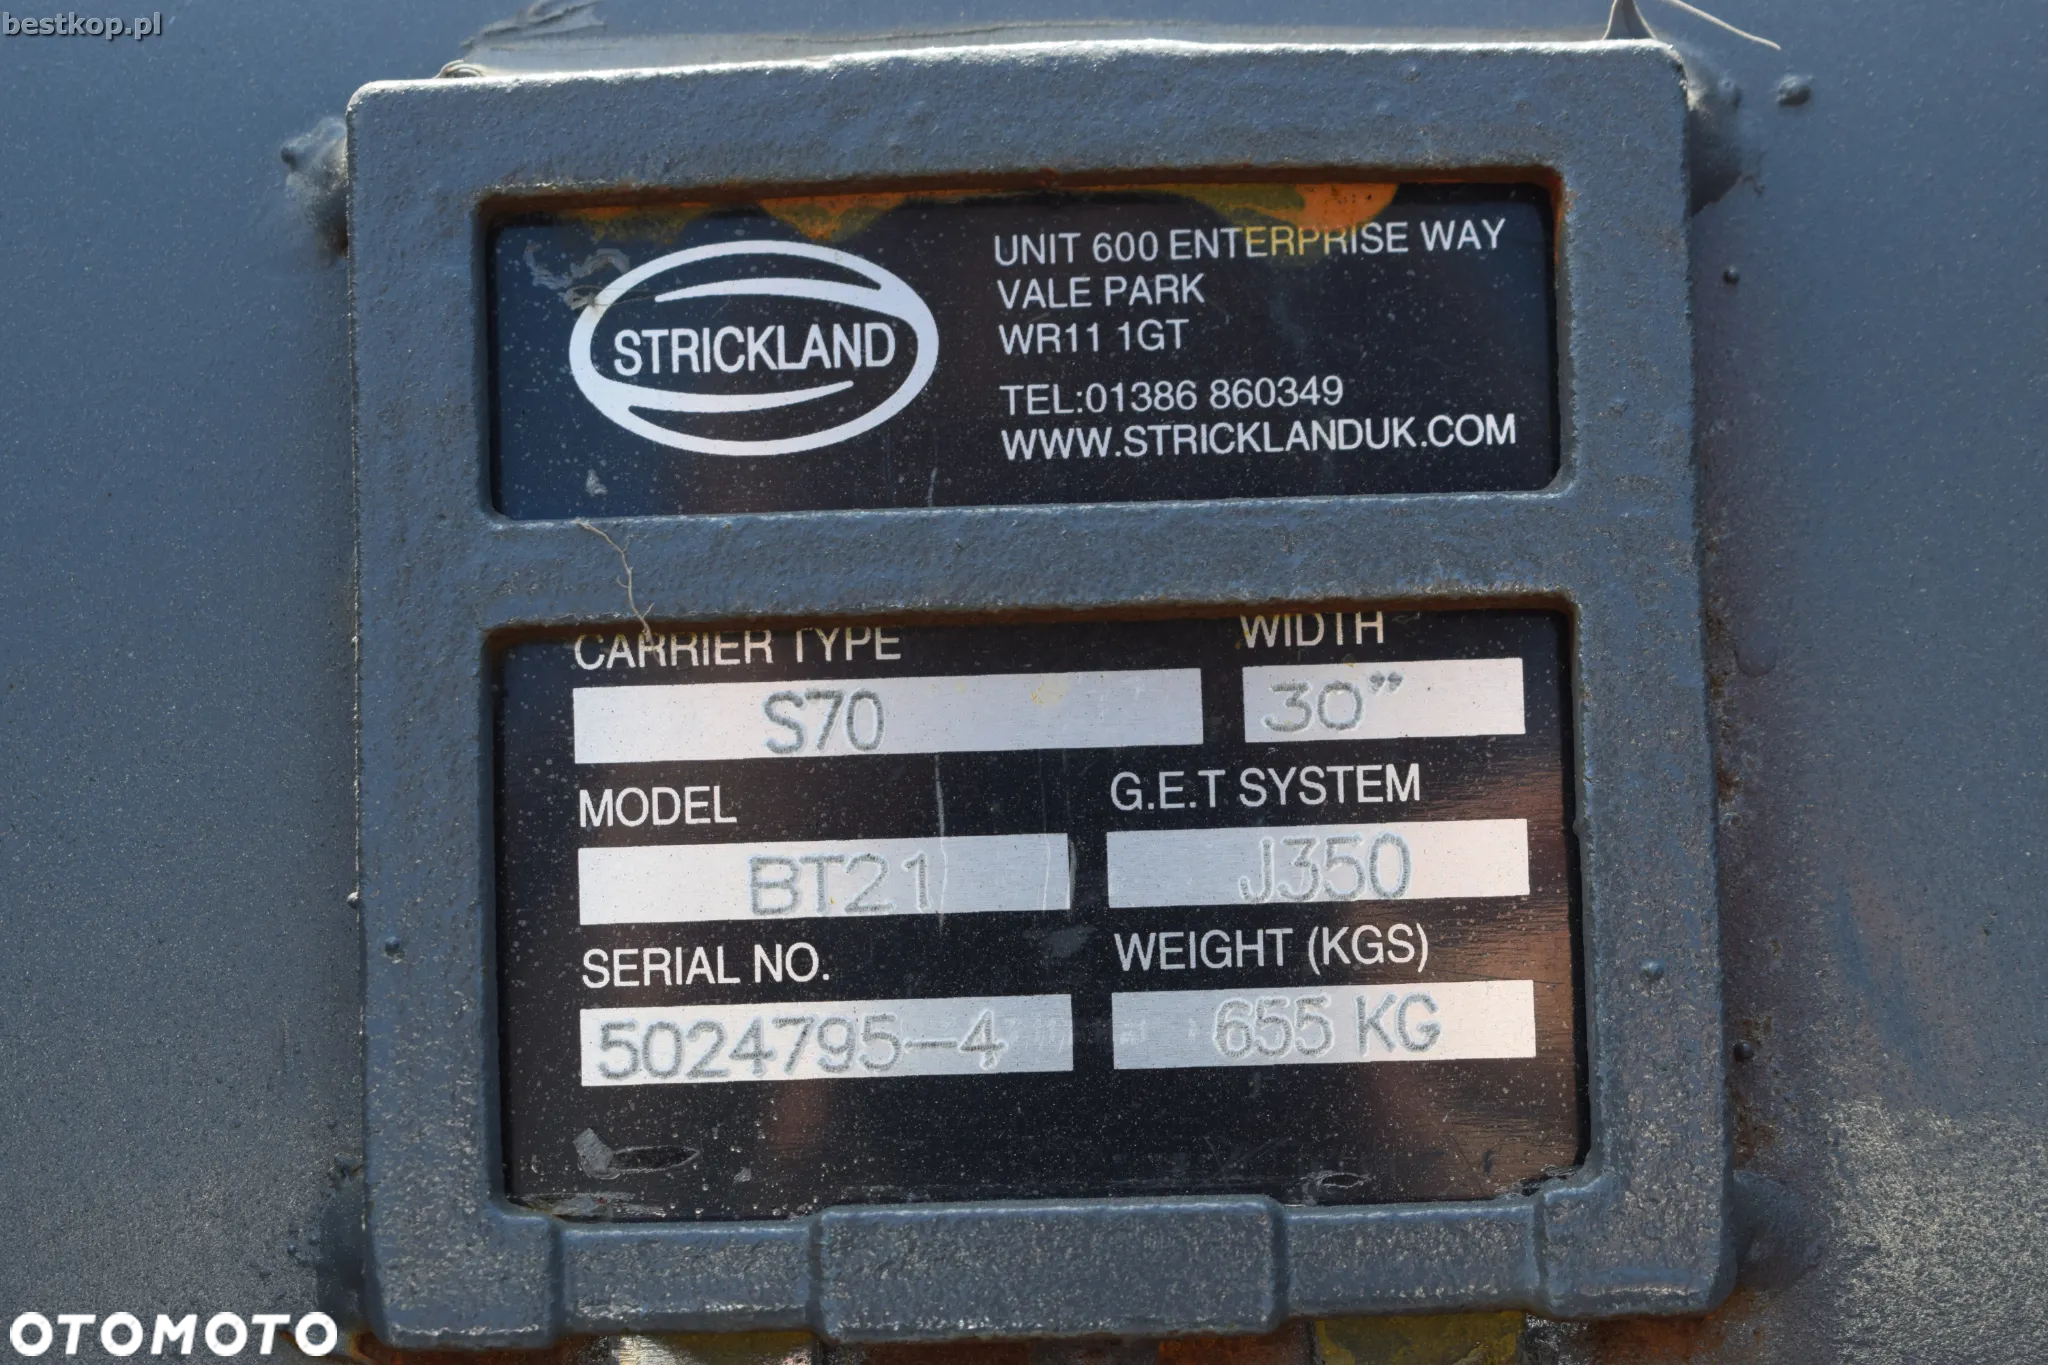 bestkop.pl
STRICKLAND
UNIT 600 ENTERPRISE WAY
VALE PARK
WR11 1GT
TEL:01386 860349
WWW.STRICKLANDUK.COM
CARRIER TYPE
WIDTH
S70
30"
MODEL
G.E.T SYSTEM
BT21
J350
SERIAL NO.
WEIGHT (KGS)
5024795-4
655 KG
OTOMOTO